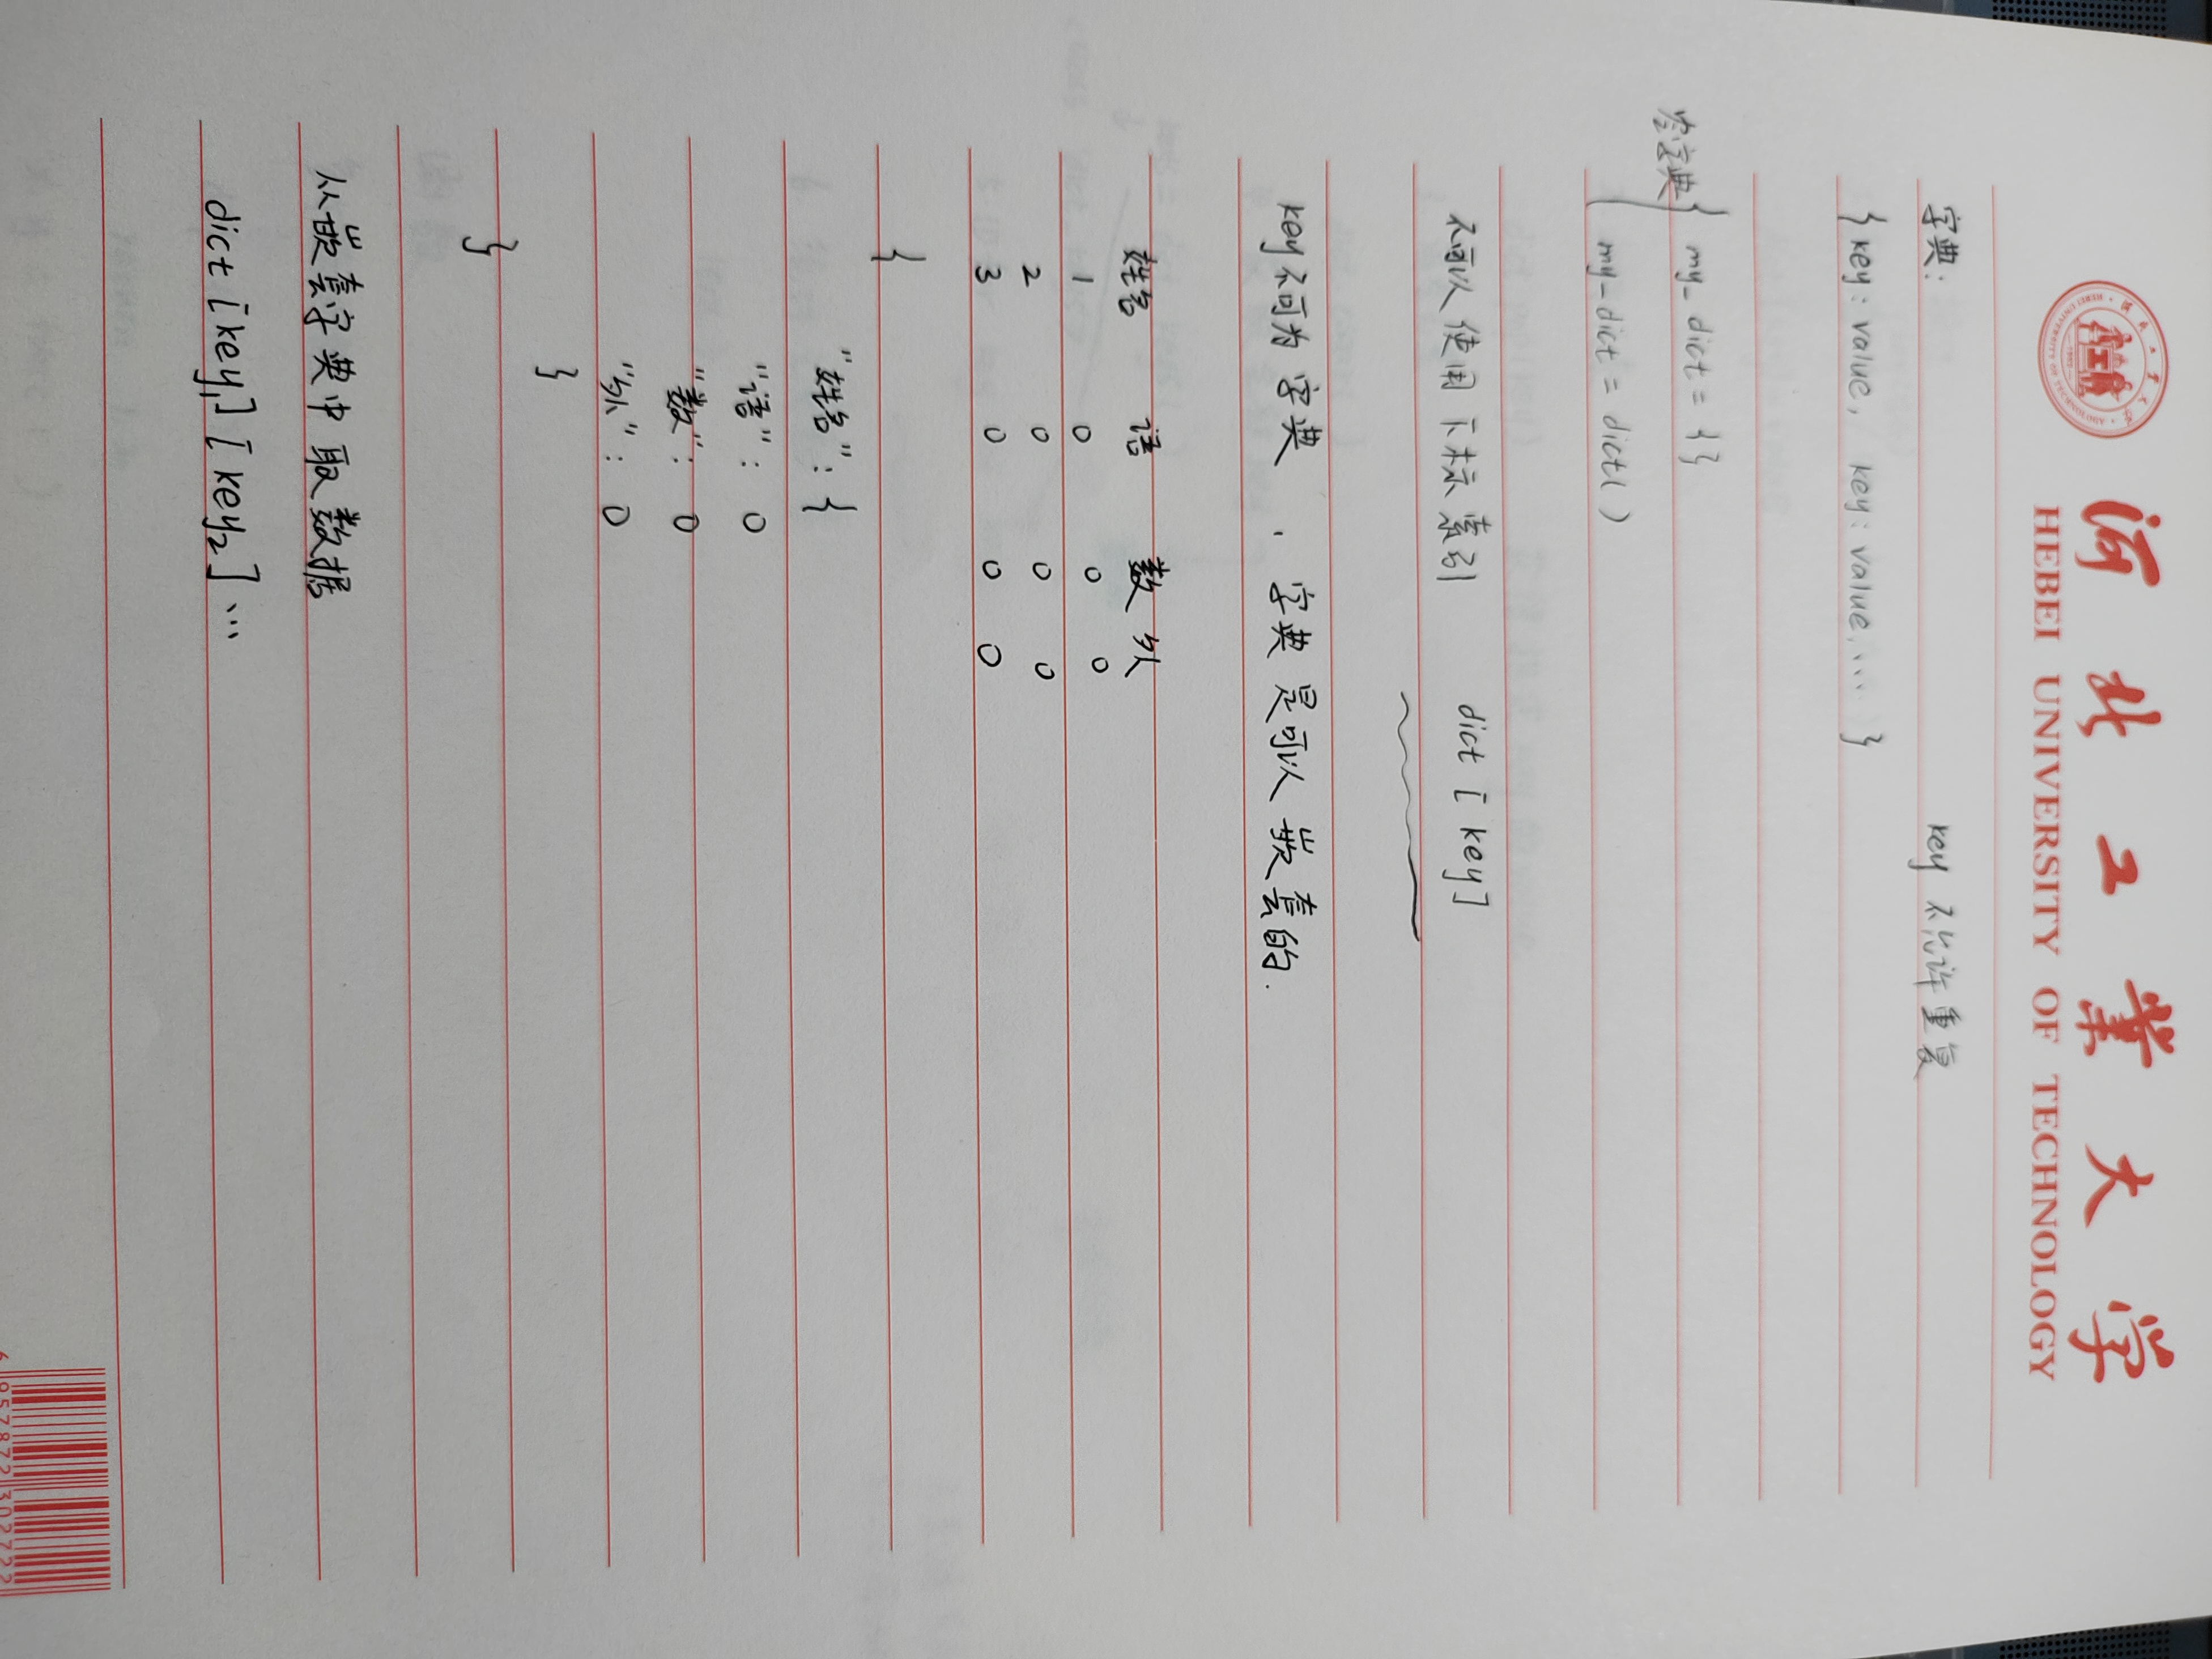 河北工業大学
HEBEI UNIVERSITY OF TECHNOLOGY
字典: key 不允许重复
{key: value, key: value, ... }
空字典 { my_dict = {}
my_dict = dict()
不可以使用下标索引 dict [key]
key不可为字典 , 字典是可以嵌套的.
姓名 语 数 外
1 0 0 0
2 0 0 0
3 0 0 0
{
"姓名": {
"语": 0
"数": 0
"外": 0
}
}
从嵌套字典中取数据
dict [key1] [key2] ...
6 957872 302722